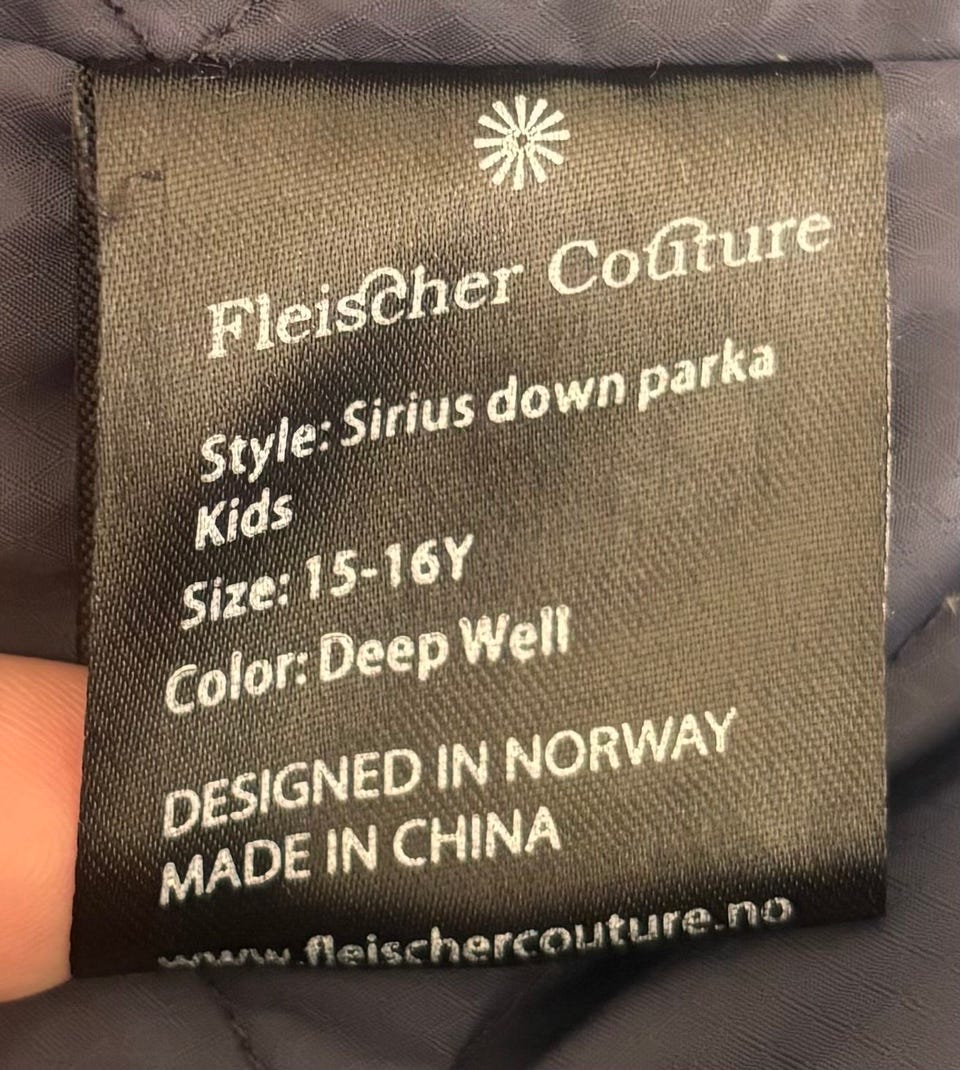 Fleischer Couture
Style: Sirius down parka
Kids
Size: 15-16Y
Color: Deep Well
DESIGNED IN NORWAY
MADE IN CHINA
www.fleischercouture.no